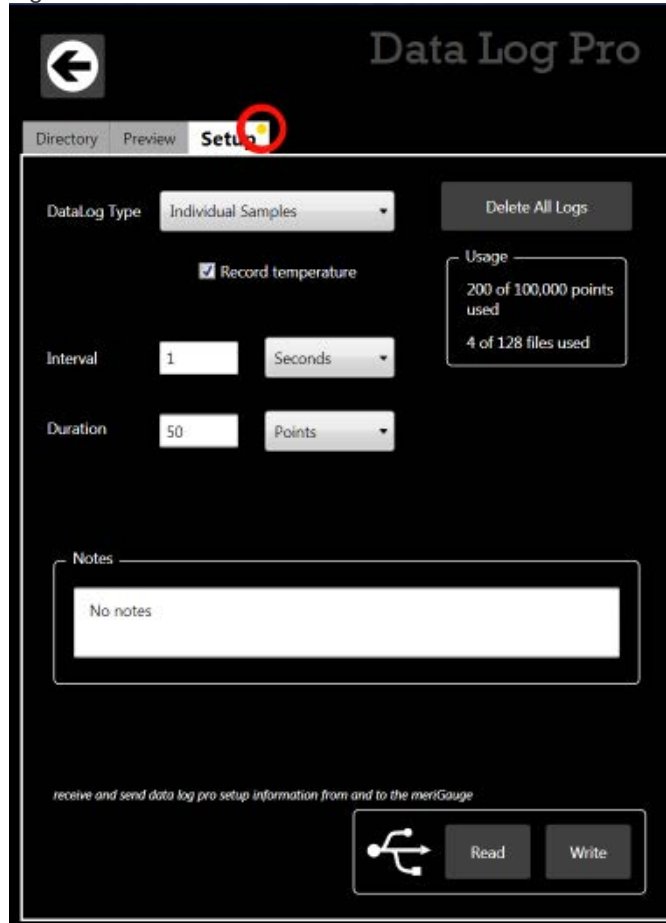 Data Log Pro
Directory Preview Setup
DataLog Type Individual Samples Delete All Logs
Record temperature
Usage
200 of 100,000 points
used
4 of 128 files used
Interval 1 Seconds
Duration 50 Points
Notes
No notes
receive and send data log pro setup information from and to the meriGauge
Read Write